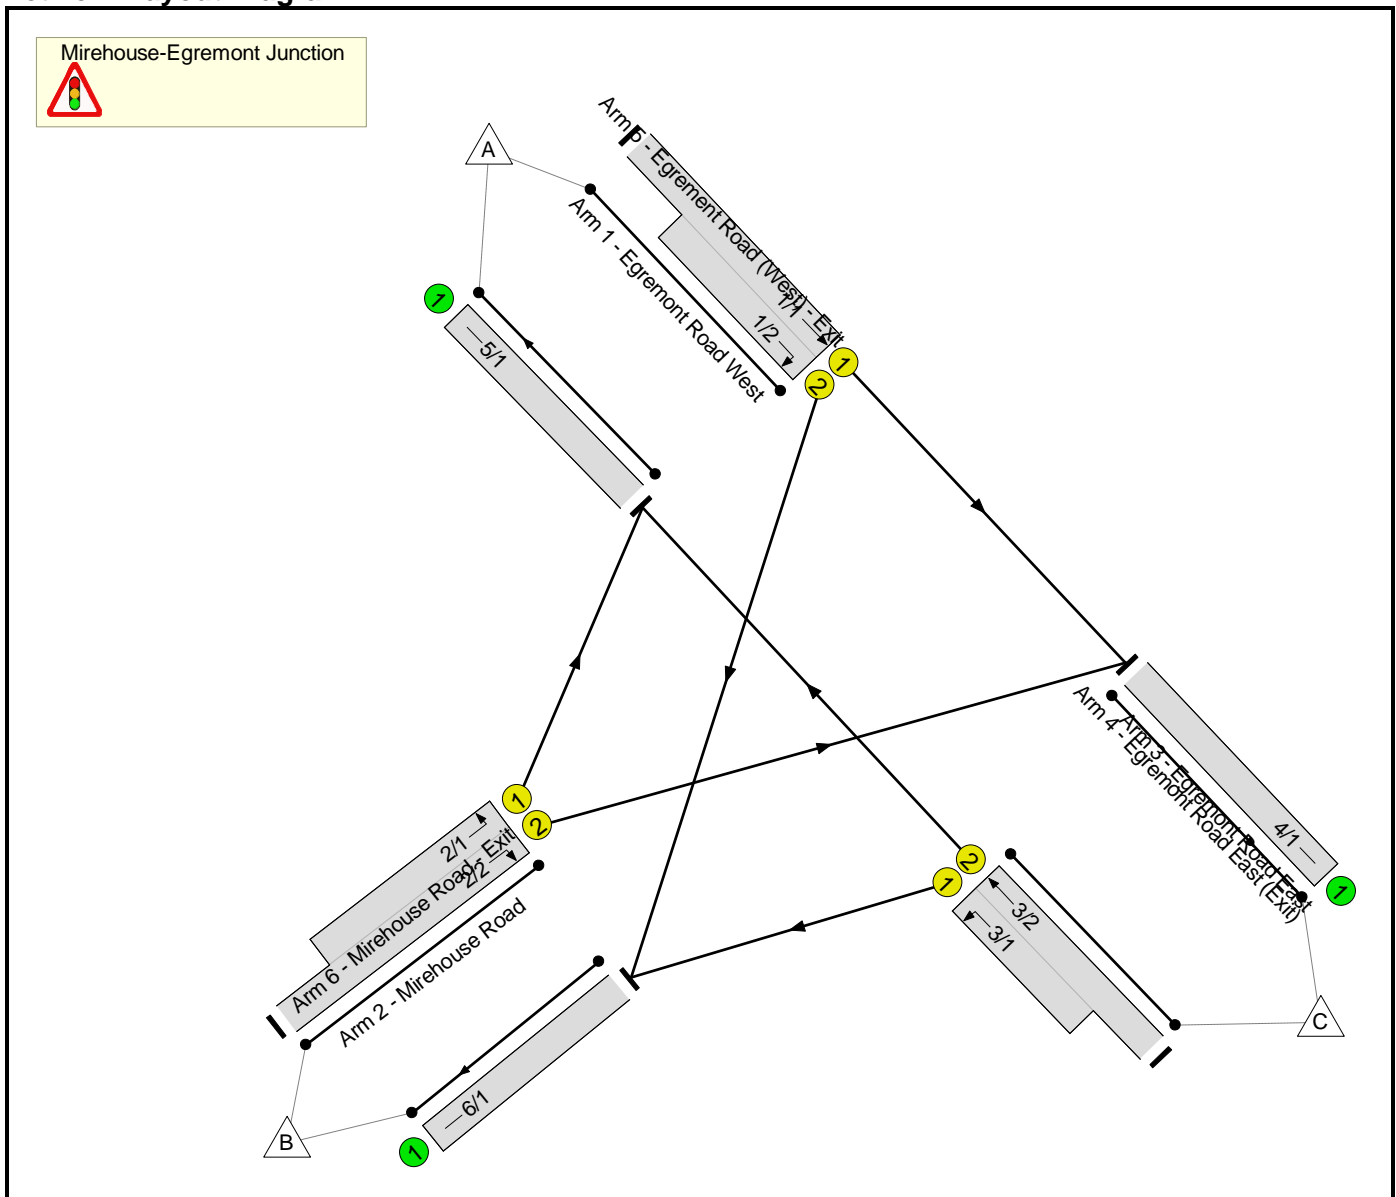 Mirehouse-Egremont Junction
A
Arm 5 - Egrement Road (West) - Exit
Arm 1 - Egremont Road West
1/1
1/2
1
2
1
5/1
Arm 3 - Egremont Road East
Arm 4 - Egremont Road East (Exit)
4/1
1
1
2
2/1
2/2
Arm 6 - Mirehouse Road - Exit
Arm 2 - Mirehouse Road
2
1
3/2
3/1
C
6/1
1
B